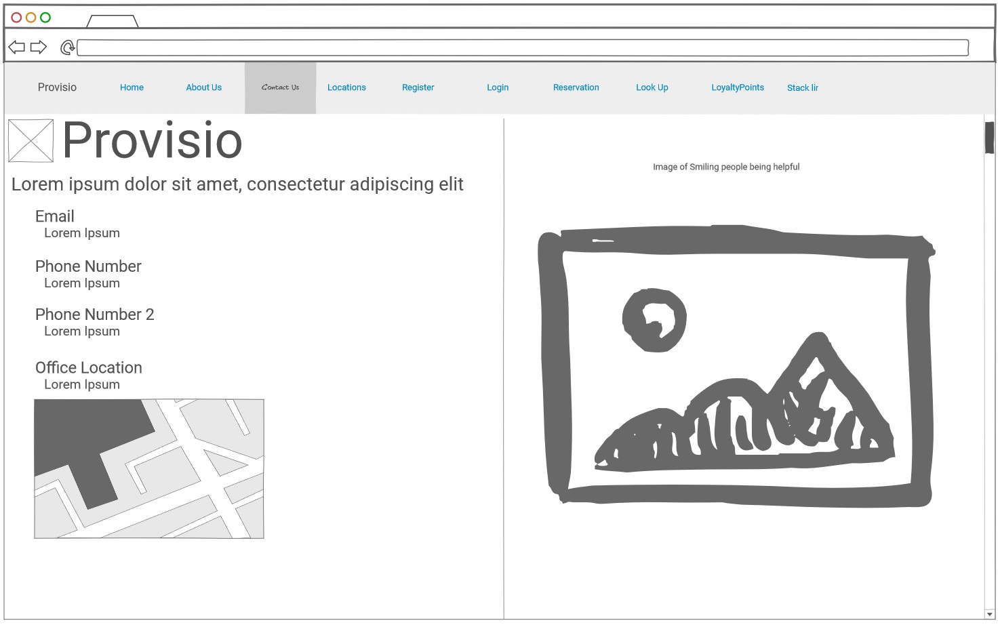 Provisio Home About Us Contact Us Locations Register Login Reservation Look Up LoyaltyPoints Stack lir
Provisio
Lorem ipsum dolor sit amet, consectetur adipiscing elit
Email
Lorem Ipsum
Phone Number
Lorem Ipsum
Phone Number 2
Lorem Ipsum
Office Location
Lorem Ipsum
Image of Smiling people being helpful